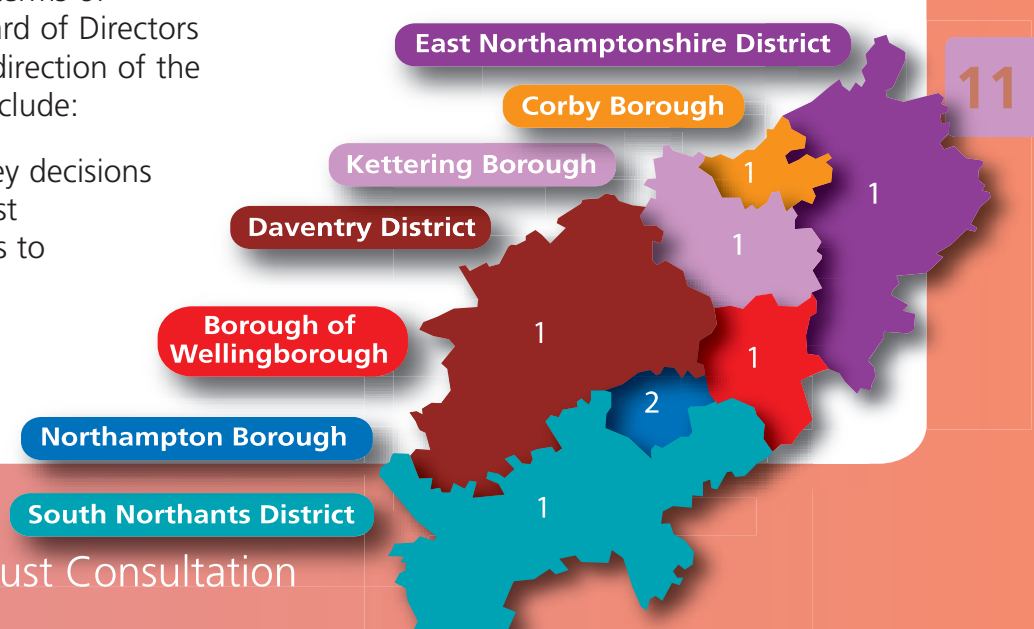 ard of Directors
direction of the
clude:
ey decisions
st
s to
East Northamptonshire District
Corby Borough
Kettering Borough
Daventry District
Borough of
Wellingborough
Northampton Borough
South Northants District
11
1
1
1
1
1
2
1
ust Consultation